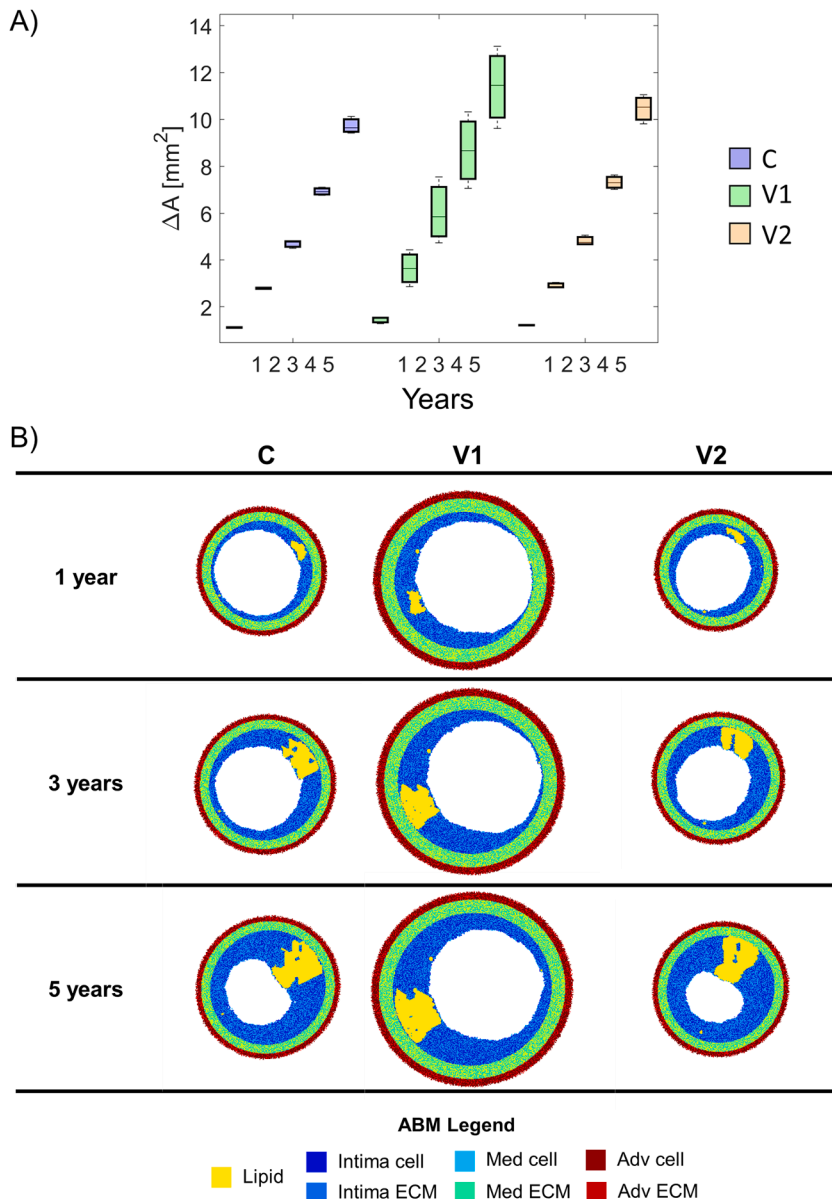 A)
14
12
10
8
6
4
2
ΔA [mm²]
1 2 3 4 5 1 2 3 4 5 1 2 3 4 5
Years
C
V1
V2
B)
C V1 V2
1 year
3 years
5 years
ABM Legend
Lipid Intima cell Med cell Adv cell
Intima ECM Med ECM Adv ECM